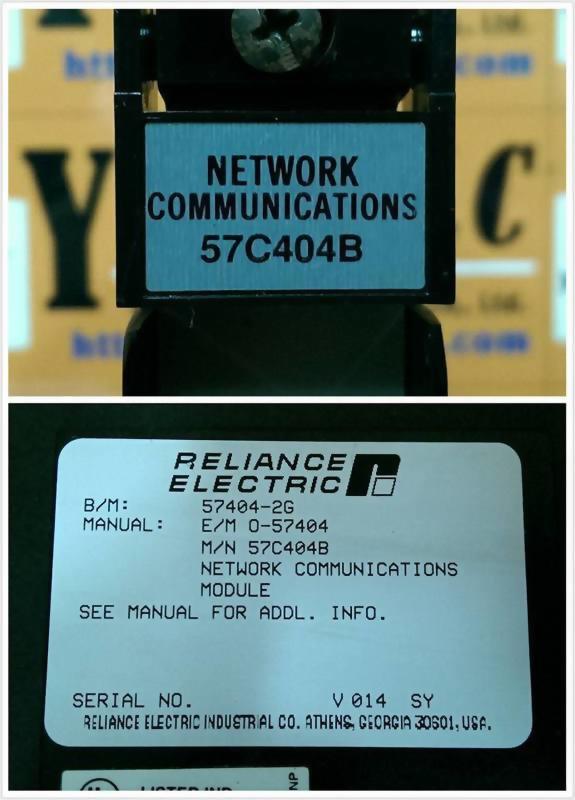 NETWORK
COMMUNICATIONS
57C404B
RELIANCE
ELECTRIC
B/M: 57404-2G
MANUAL: E/M O-57404
M/N 57C404B
NETWORK COMMUNICATIONS
MODULE
SEE MANUAL FOR ADDL. INFO.
SERIAL NO. V 014 SY
RELIANCE ELECTRIC INDUSTRIAL CO. ATHENS, GEORGIA 30601, USA.